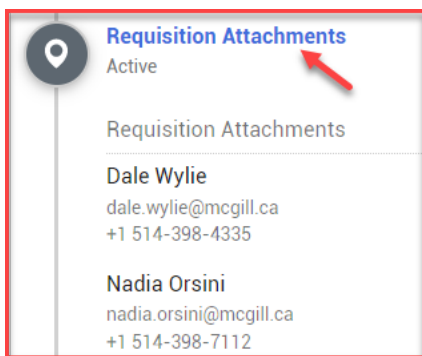 Requisition Attachments
Active
Requisition Attachments
Dale Wylie
dale.wylie@mcgill.ca
+1 514-398-4335
Nadia Orsini
nadia.orsini@mcgill.ca
+1 514-398-7112